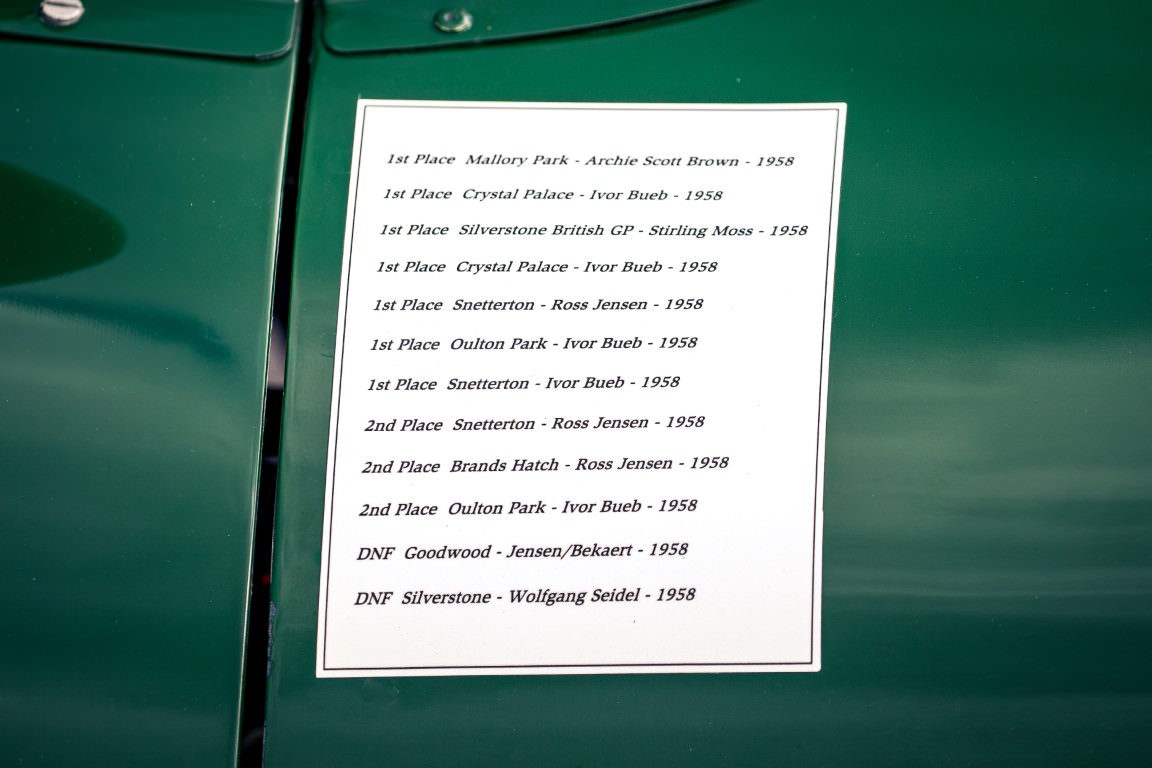 1st Place Mallory Park - Archie Scott Brown - 1958
1st Place Crystal Palace - Ivor Bueb - 1958
1st Place Silverstone British GP - Stirling Moss - 1958
1st Place Crystal Palace - Ivor Bueb - 1958
1st Place Snetterton - Ross Jensen - 1958
1st Place Oulton Park - Ivor Bueb - 1958
1st Place Snetterton - Ivor Bueb - 1958
2nd Place Snetterton - Ross Jensen - 1958
2nd Place Brands Hatch - Ross Jensen - 1958
2nd Place Oulton Park - Ivor Bueb - 1958
DNF Goodwood - Jensen/Bekaert - 1958
DNF Silverstone - Wolfgang Seidel - 1958